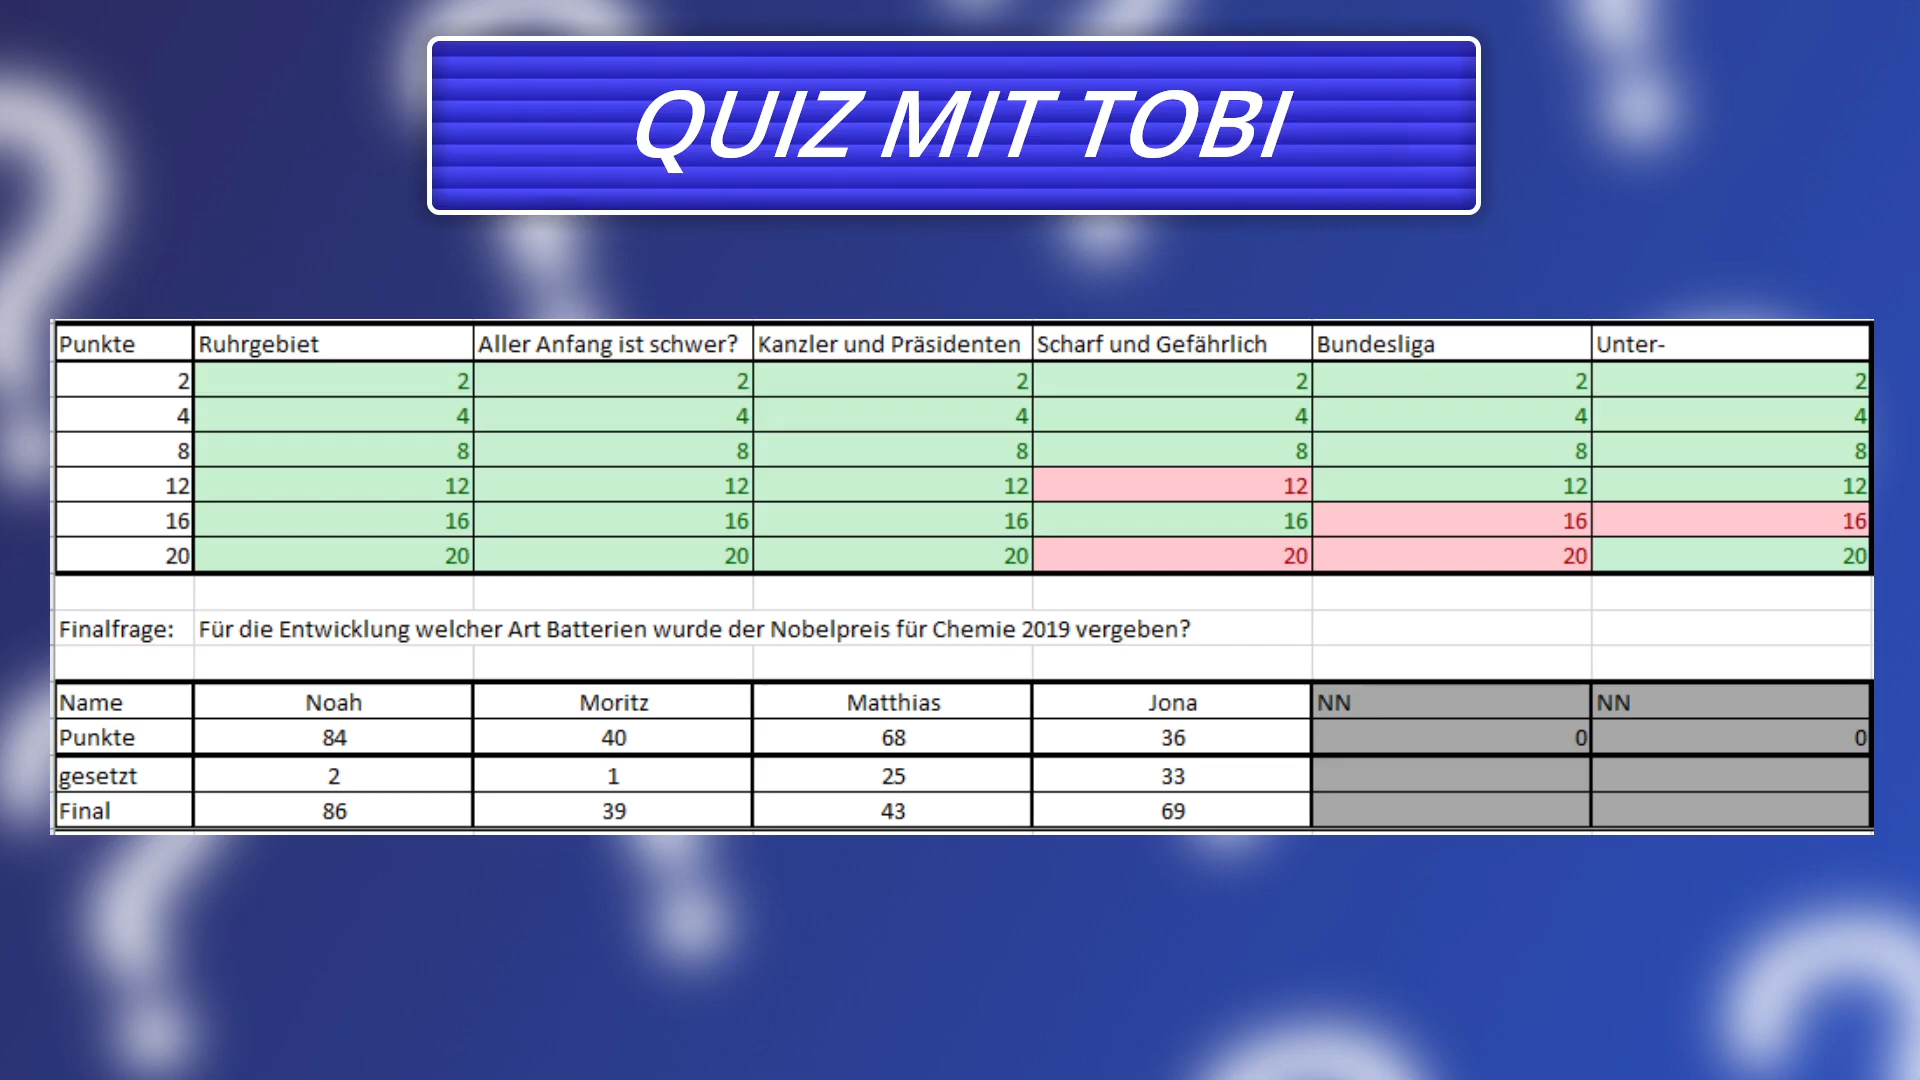 QUIZ MIT TOBI
Punkte Ruhrgebiet Aller Anfang ist schwer? Kanzler und Präsidenten Scharf und Gefährlich Bundesliga Unter-
2 2 2 2 2 2 2
4 4 4 4 4 4 4
8 8 8 8 8 8 8
12 12 12 12 12 12 12
16 16 16 16 16 16 16
20 20 20 20 20 20 20
Finalfrage: Für die Entwicklung welcher Art Batterien wurde der Nobelpreis für Chemie 2019 vergeben?
Name Noah Moritz Matthias Jona NN NN
Punkte 84 40 68 36 0 0
gesetzt 2 1 25 33
Final 86 39 43 69